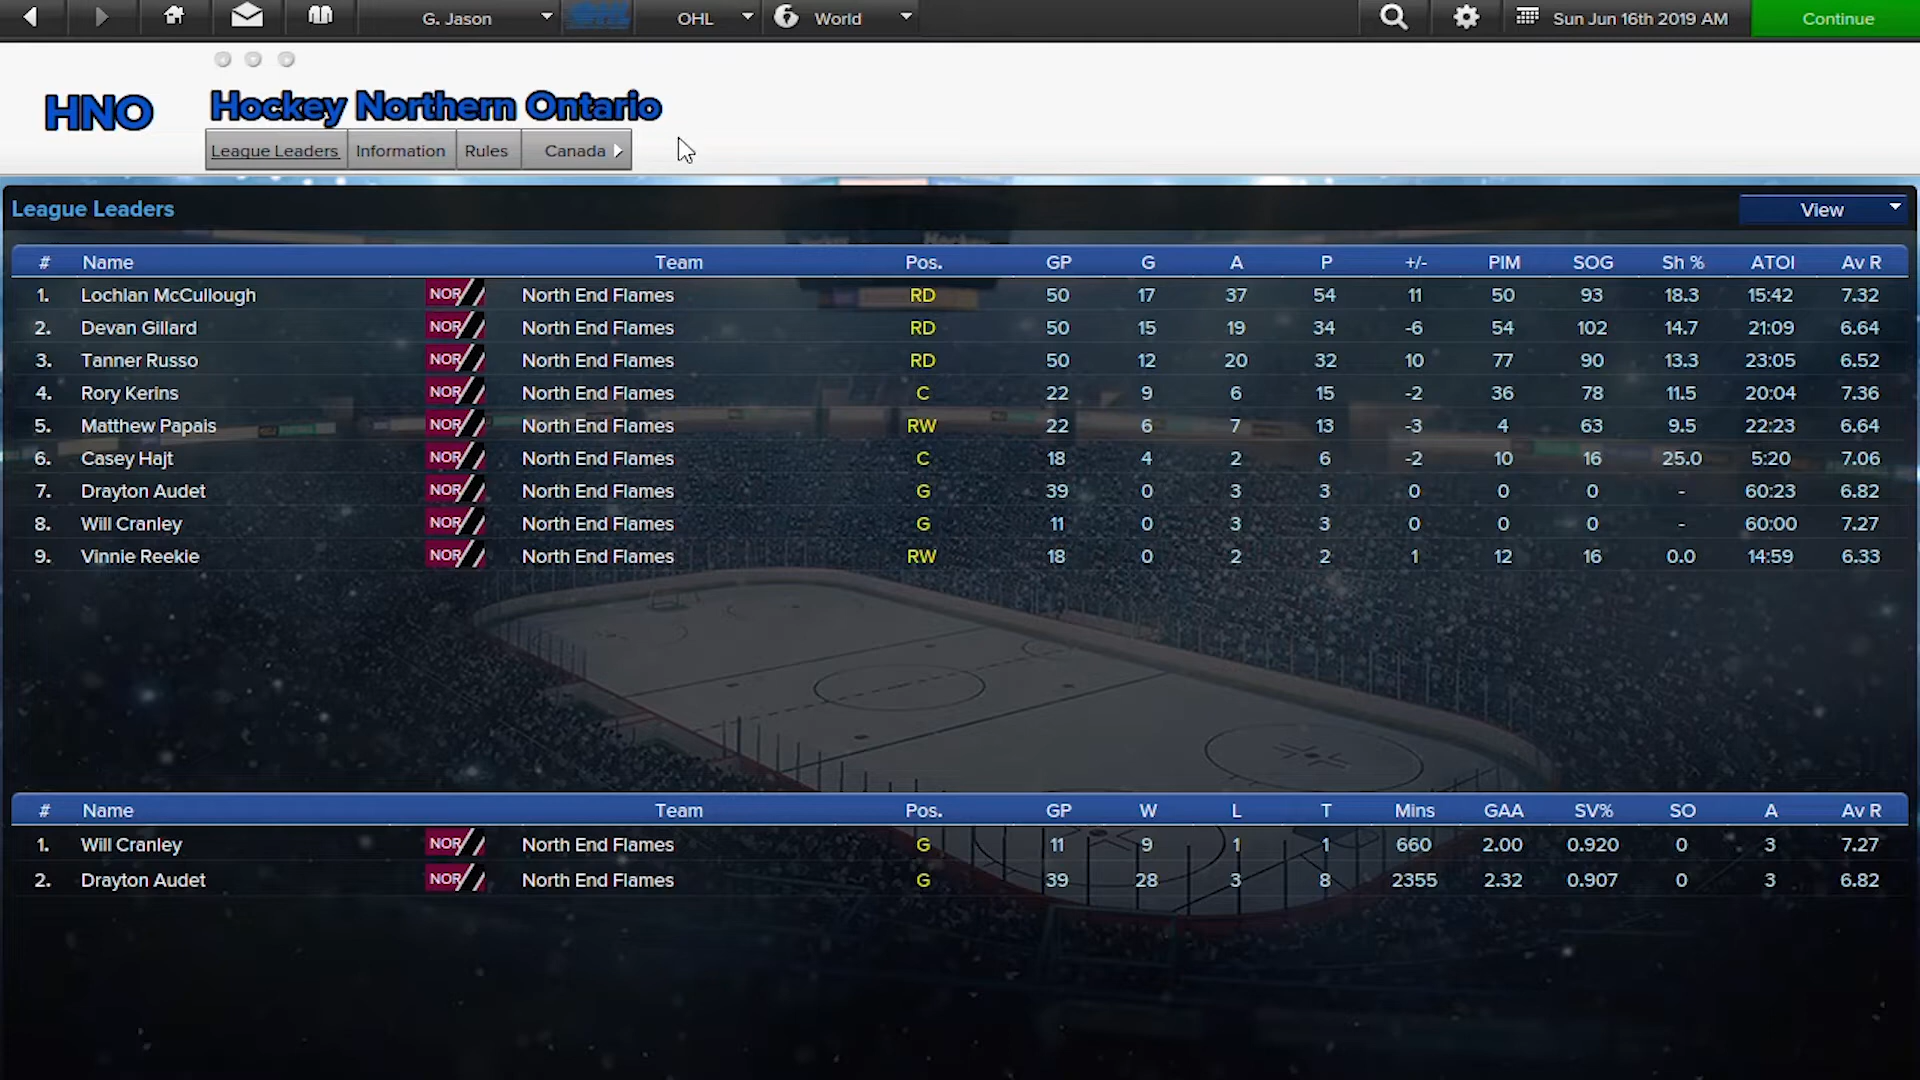 G. Jason OHL OHL World Sun Jun 16th 2019 AM Continue
HNO Hockey Northern Ontario
League Leaders Information Rules Canada
League Leaders View
# Name Team Pos. GP G A P +/- PIM SOG Sh % ATOI Av R
1. Lochlan McCullough NOR North End Flames RD 50 17 37 54 11 50 93 18.3 15:42 7.32
2. Devan Gillard NOR North End Flames RD 50 15 19 34 -6 54 102 14.7 21:09 6.64
3. Tanner Russo NOR North End Flames RD 50 12 20 32 10 77 90 13.3 23:05 6.52
4. Rory Kerins NOR North End Flames C 22 9 6 15 -2 36 78 11.5 20:04 7.36
5. Matthew Papais NOR North End Flames RW 22 6 7 13 -3 4 63 9.5 22:23 6.64
6. Casey Hajt NOR North End Flames C 18 4 2 6 -2 10 16 25.0 5:20 7.06
7. Drayton Audet NOR North End Flames G 39 0 3 3 0 0 0 - 60:23 6.82
8. Will Cranley NOR North End Flames G 11 0 3 3 0 0 0 - 60:00 7.27
9. Vinnie Reekie NOR North End Flames RW 18 0 2 2 1 12 16 0.0 14:59 6.33
# Name Team Pos. GP W L T Mins GAA SV% SO A Av R
1. Will Cranley NOR North End Flames G 11 9 1 1 660 2.00 0.920 0 3 7.27
2. Drayton Audet NOR North End Flames G 39 28 3 8 2355 2.32 0.907 0 3 6.82